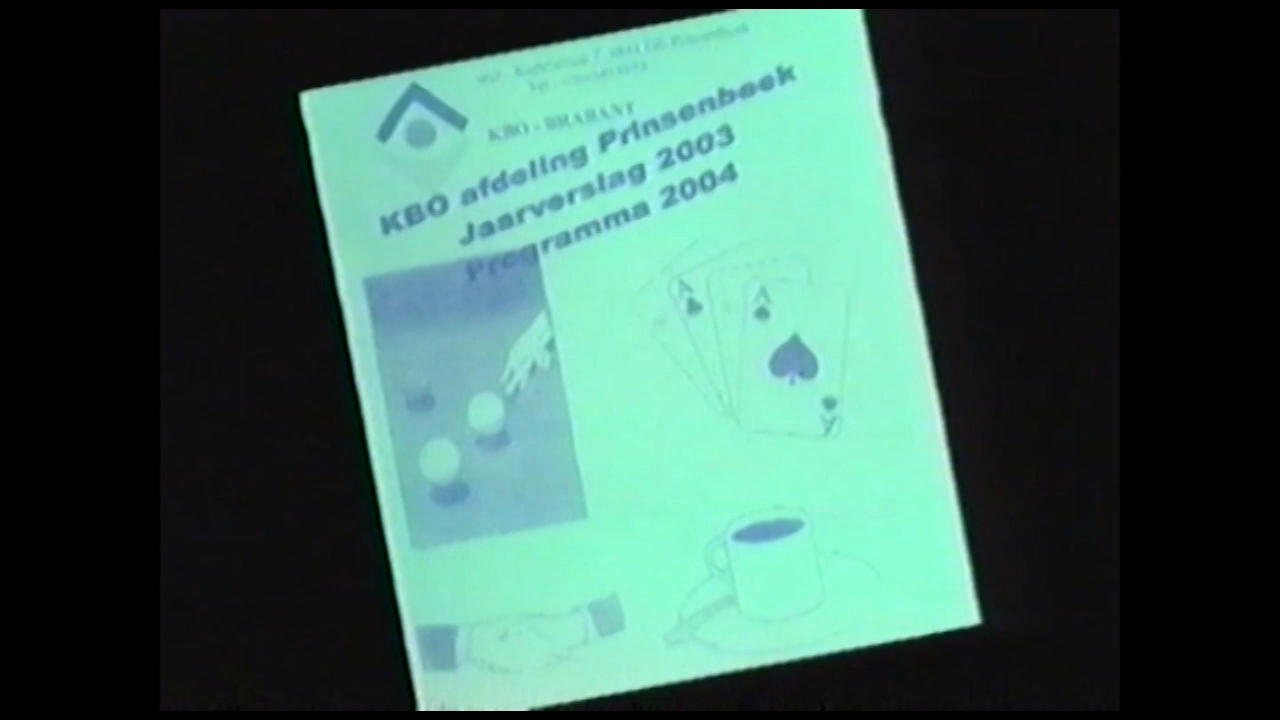 KBO - BRABANT
KBO afdeling Prinsenbeek
Jaarverslag 2003
Programma 2004
A
A
A